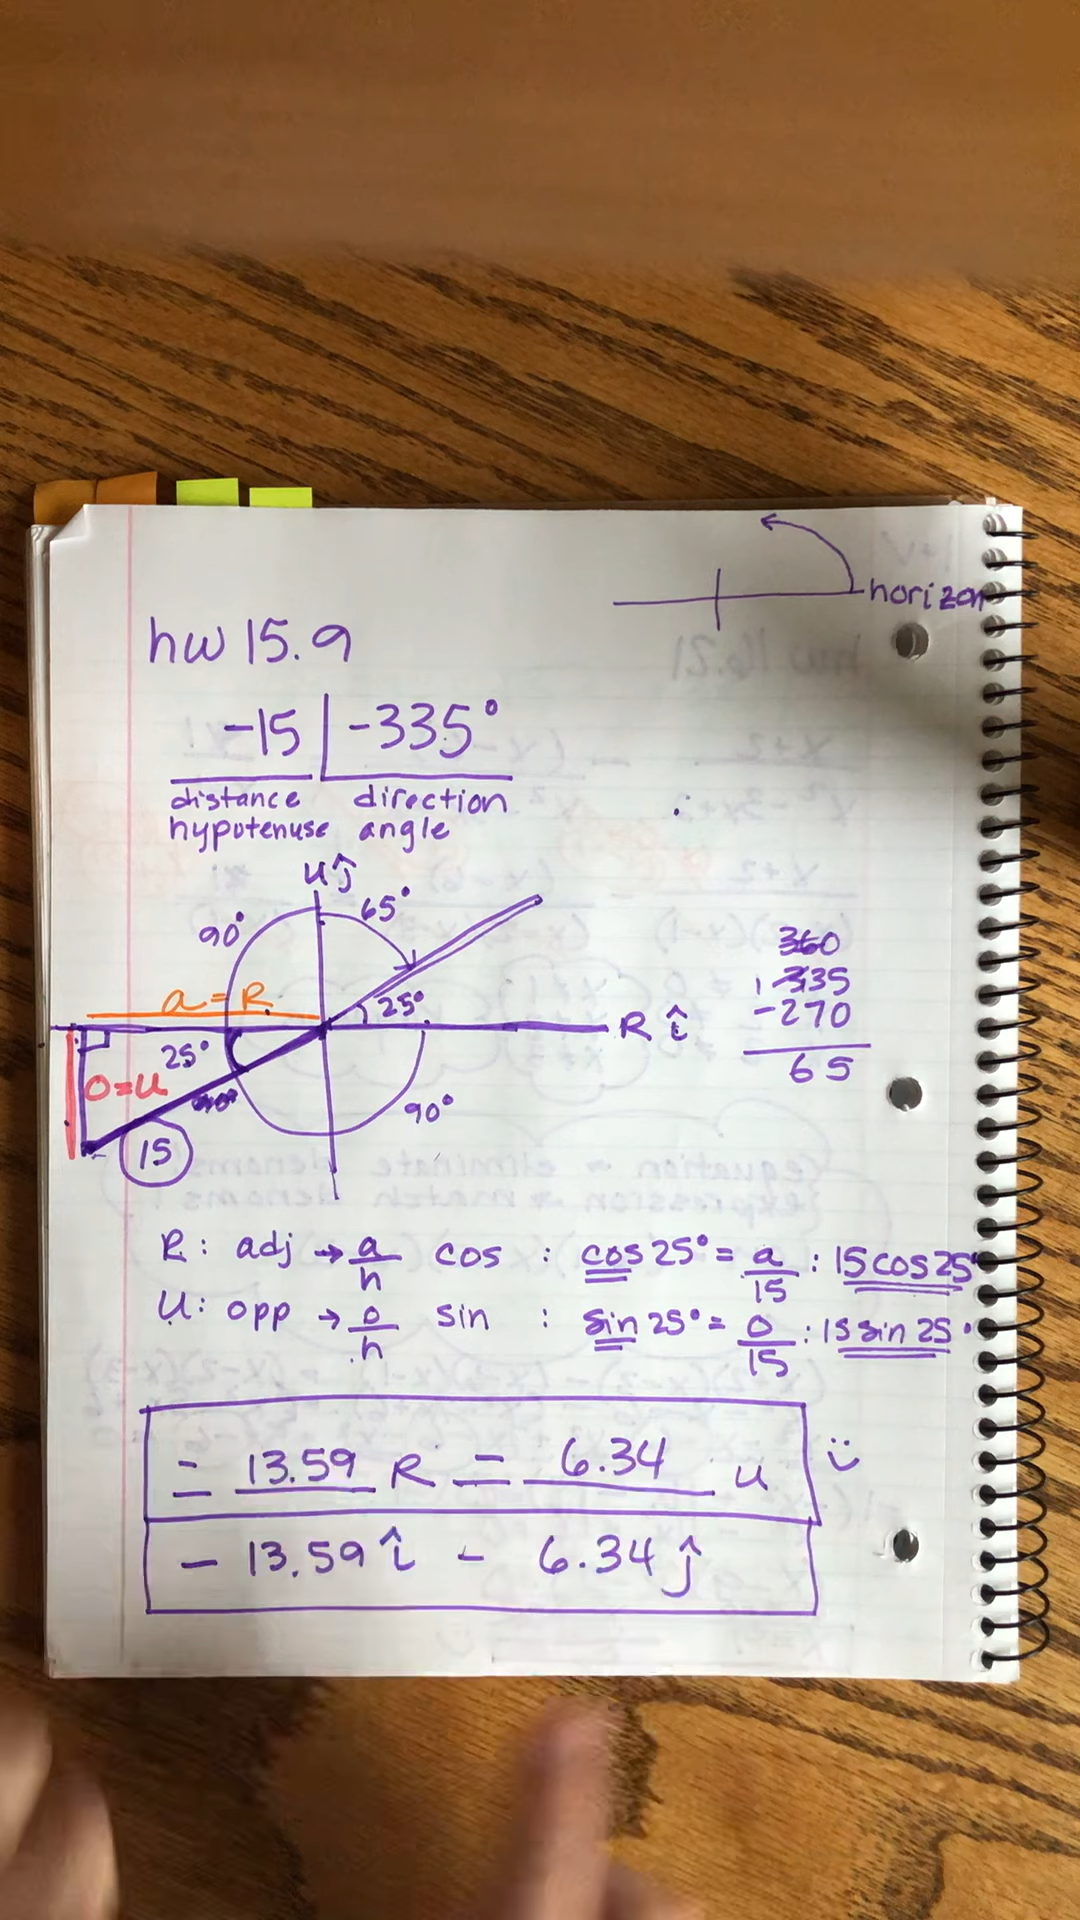 horizon
hw 15.9
-15 | -335°
distance direction
hypotenuse angle
u ĵ
65°
90°
a = R
25°
R î
360
335
-270
65
25°
o=u
90°
15
R: adj → a/h cos : cos 25° = a/15 : 15 cos 25°
U: opp → o/h sin : sin 25° = o/15 : 15 sin 25°
= 13.59 R = 6.34 u
- 13.59 î - 6.34 ĵ